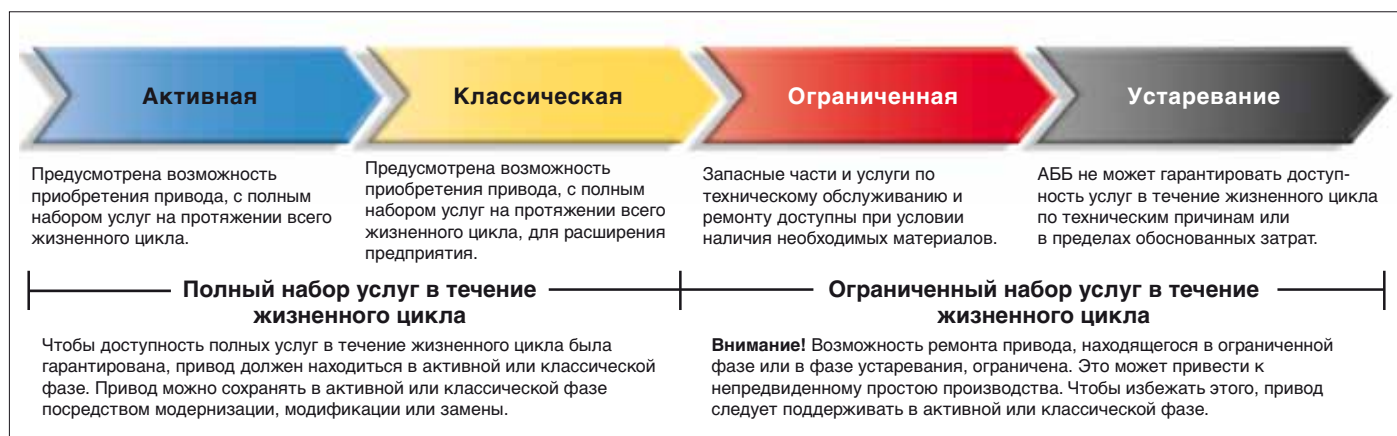 Активная
Классическая
Ограниченная
Устаревание
Предусмотрена возможность
приобретения привода, с полным
набором услуг на протяжении всего
жизненного цикла.
Предусмотрена возможность
приобретения привода, с полным
набором услуг на протяжении всего
жизненного цикла, для расширения
предприятия.
Запасные части и услуги по
техническому обслуживанию и
ремонту доступны при условии
наличия необходимых материалов.
АББ не может гарантировать доступ-
ность услуг в течение жизненного цикла
по техническим причинам или
в пределах обоснованных затрат.
Полный набор услуг в течение
жизненного цикла
Чтобы доступность полных услуг в течение жизненного цикла была
гарантирована, привод должен находиться в активной или классической
фазе. Привод можно сохранять в активной или классической фазе
посредством модернизации, модификации или замены.
Ограниченный набор услуг в течение
жизненного цикла
Внимание! Возможность ремонта привода, находящегося в ограниченной
фазе или в фазе устаревания, ограничена. Это может привести к
непредвиденному простою производства. Чтобы избежать этого, привод
следует поддерживать в активной или классической фазе.